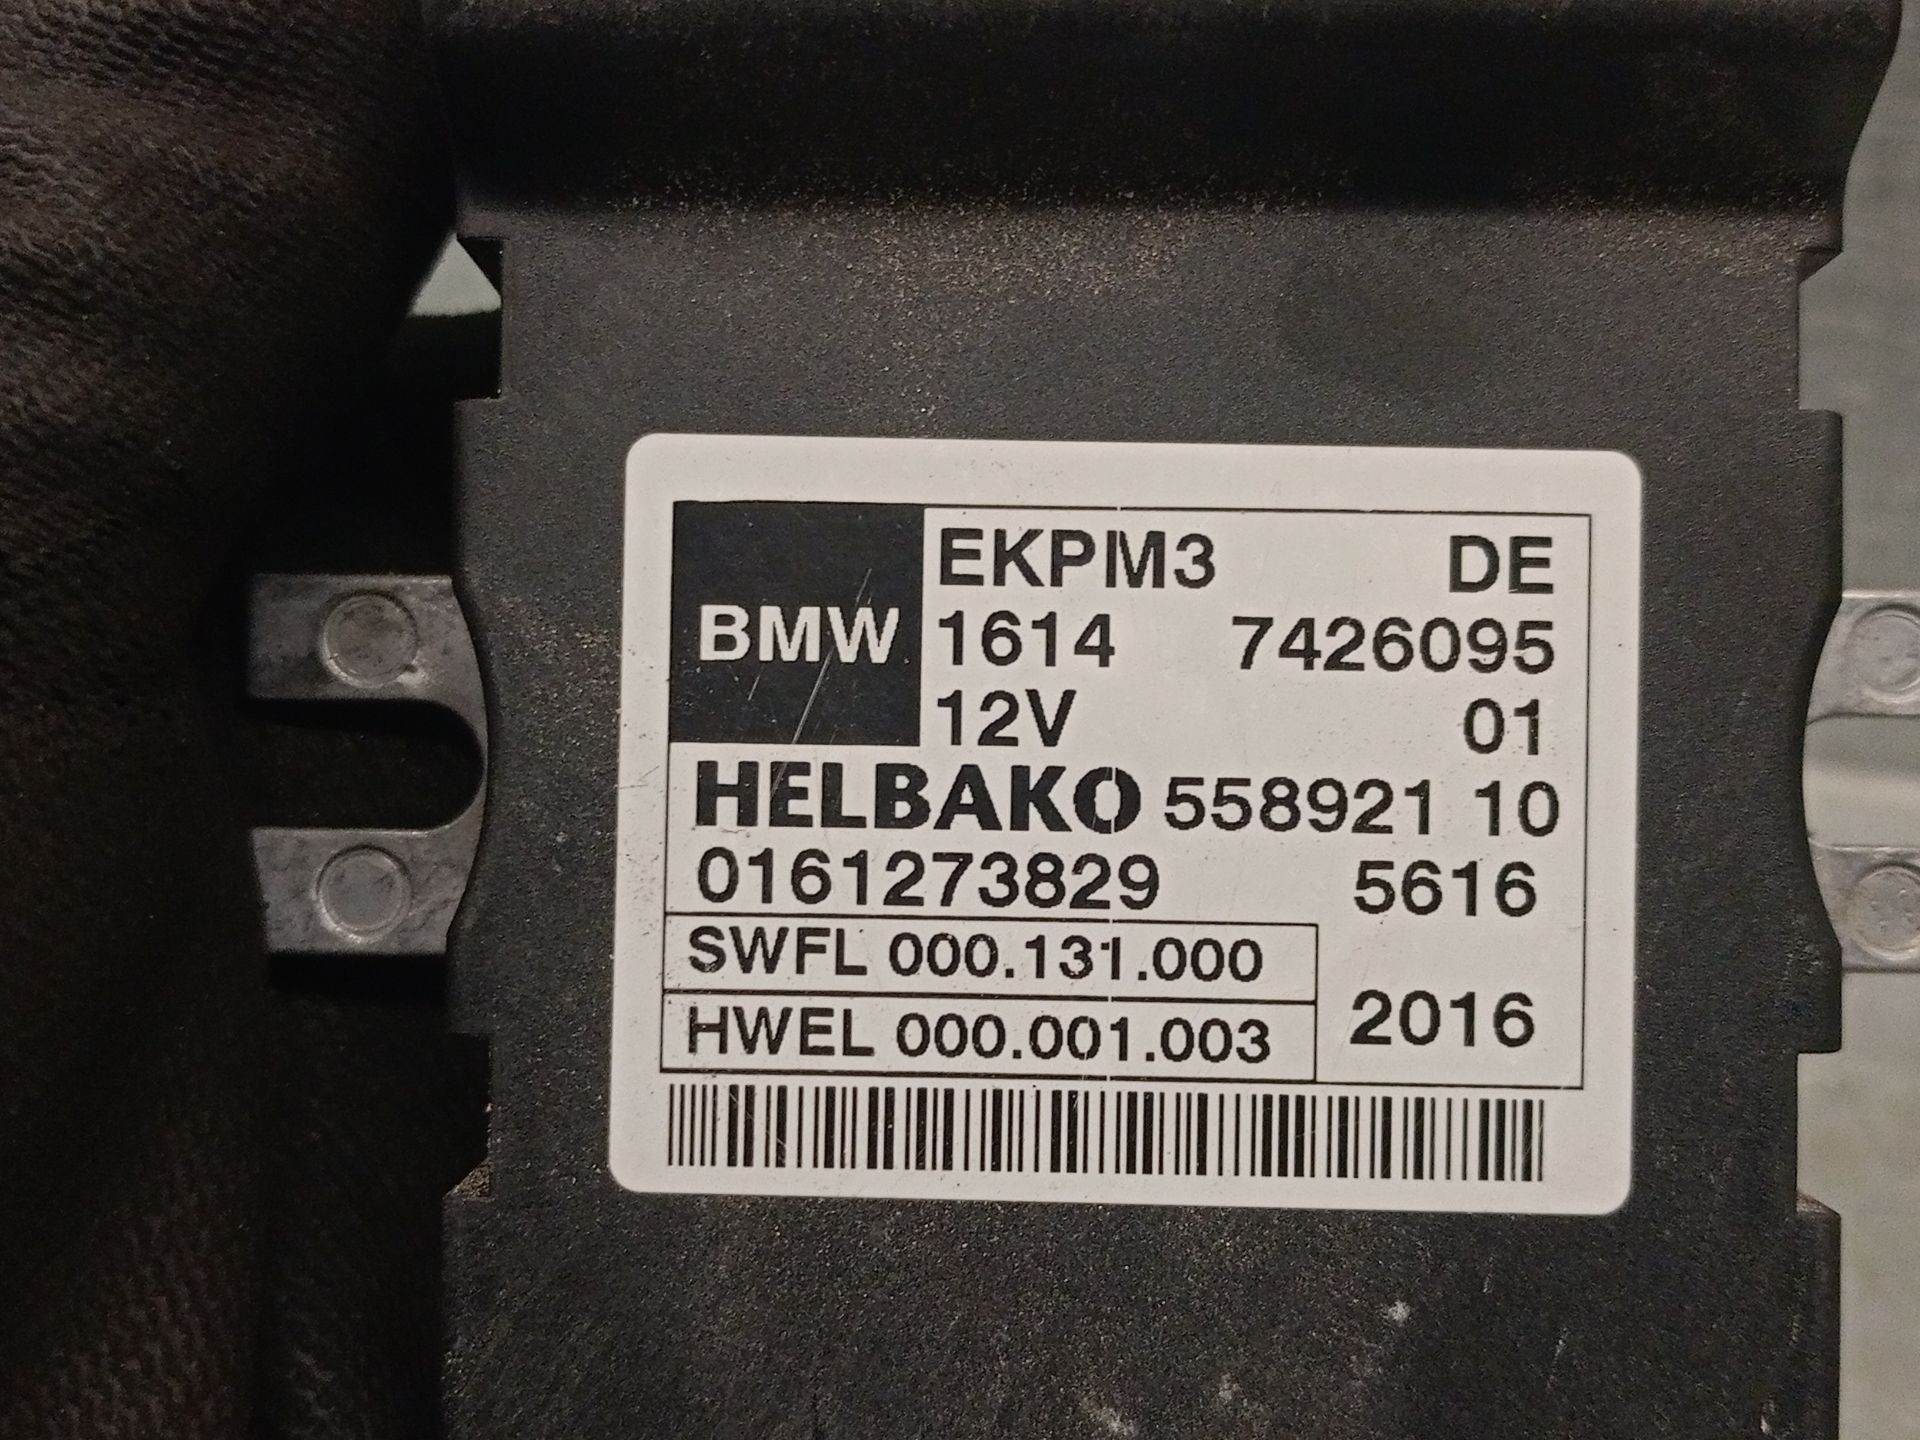 EKPM3 DE
BMW 1614 7426095
12V 01
HELBAKO 558921 10
0161273829 5616
SWFL 000.131.000
HWEL 000.001.003 2016